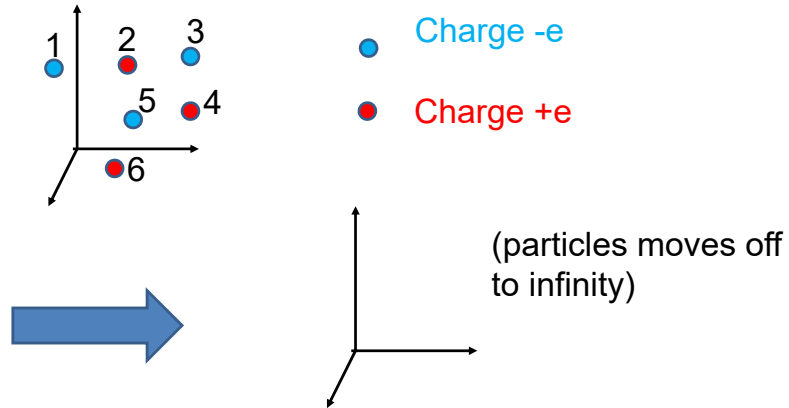 1
2
3
5
4
6
Charge -e
Charge +e
(particles moves off
to infinity)